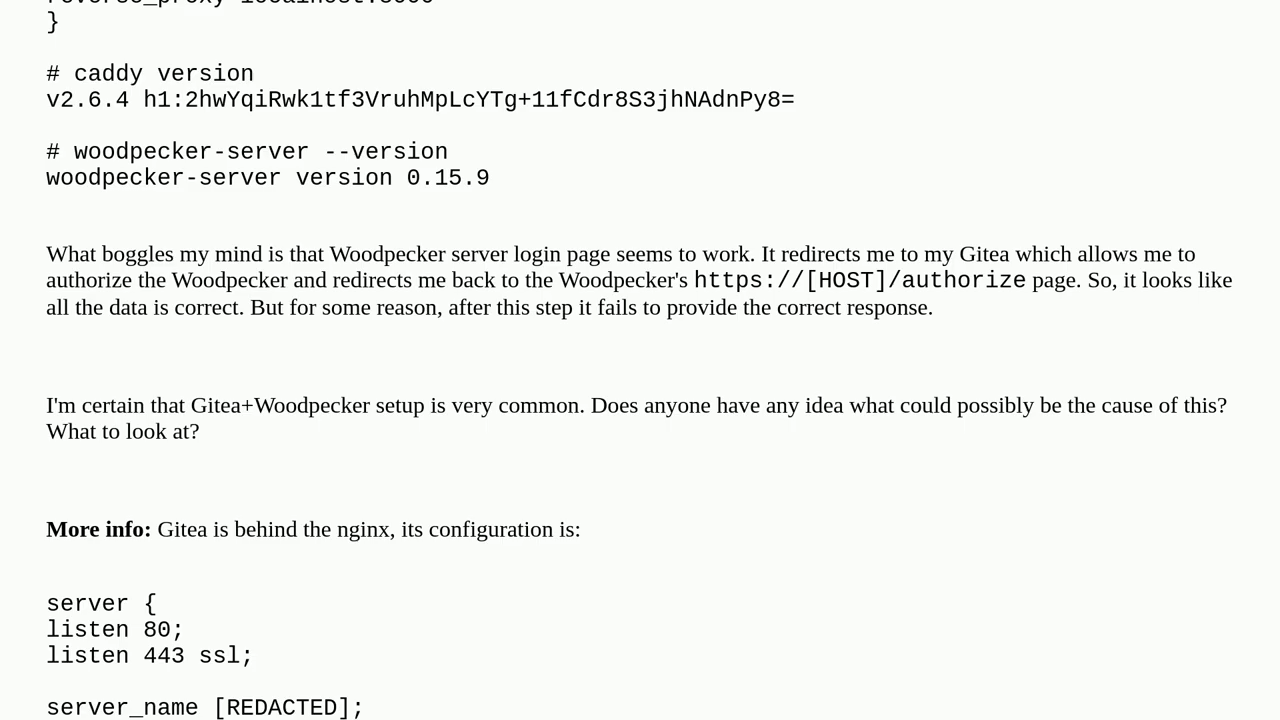 }
# caddy version
v2.6.4 h1:2hwYqiRwk1tf3VruhMpLcYTg+11fCdr8S3jhNAdnPy8=
# woodpecker-server --version
woodpecker-server version 0.15.9
What boggles my mind is that Woodpecker server login page seems to work. It redirects me to my Gitea which allows me to
authorize the Woodpecker and redirects me back to the Woodpecker's https://[HOST]/authorize page. So, it looks like
all the data is correct. But for some reason, after this step it fails to provide the correct response.
I'm certain that Gitea+Woodpecker setup is very common. Does anyone have any idea what could possibly be the cause of this?
What to look at?
More info: Gitea is behind the nginx, its configuration is:
server {
listen 80;
listen 443 ssl;
server_name [REDACTED];